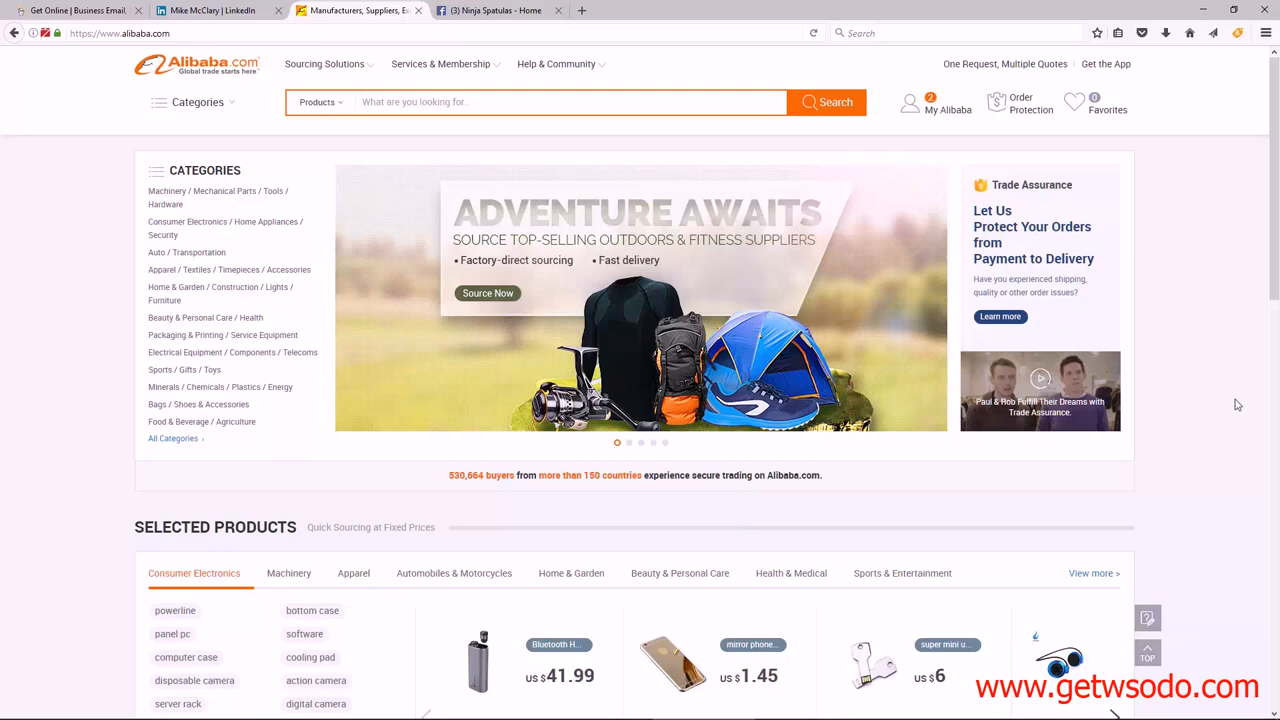 Get Online | Business Email,
Mike McClary | LinkedIn
Manufacturers, Suppliers, Ex
(3) Ninja Spatulas - Home
https://www.alibaba.com
Search
Alibaba.com
Global trade starts here.™
Sourcing Solutions
Services & Membership
Help & Community
One Request, Multiple Quotes
Get the App
Categories
Products
What are you looking for..
Search
2
My Alibaba
Order
Protection
0
Favorites
CATEGORIES
Machinery / Mechanical Parts / Tools /
Hardware
Consumer Electronics / Home Appliances /
Security
Auto / Transportation
Apparel / Textiles / Timepieces / Accessories
Home & Garden / Construction / Lights /
Furniture
Beauty & Personal Care / Health
Packaging & Printing / Service Equipment
Electrical Equipment / Components / Telecoms
Sports / Gifts / Toys
Minerals / Chemicals / Plastics / Energy
Bags / Shoes & Accessories
Food & Beverage / Agriculture
All Categories ›
ADVENTURE AWAITS
SOURCE TOP-SELLING OUTDOORS & FITNESS SUPPLIERS
• Factory-direct sourcing • Fast delivery
Source Now
Trade Assurance
Let Us
Protect Your Orders
from
Payment to Delivery
Have you experienced shipping,
quality or other order issues?
Learn more
Paul & Rob Fulfill Their Dreams with
Trade Assurance.
530,664 buyers from more than 150 countries experience secure trading on Alibaba.com.
SELECTED PRODUCTS
Quick Sourcing at Fixed Prices
Consumer Electronics
Machinery
Apparel
Automobiles & Motorcycles
Home & Garden
Beauty & Personal Care
Health & Medical
Sports & Entertainment
View more >
powerline
bottom case
panel pc
software
computer case
cooling pad
disposable camera
action camera
server rack
digital camera
Bluetooth H...
US $41.99
mirror phone...
US $1.45
super mini u...
US $6
TOP
www.getwsodo.com